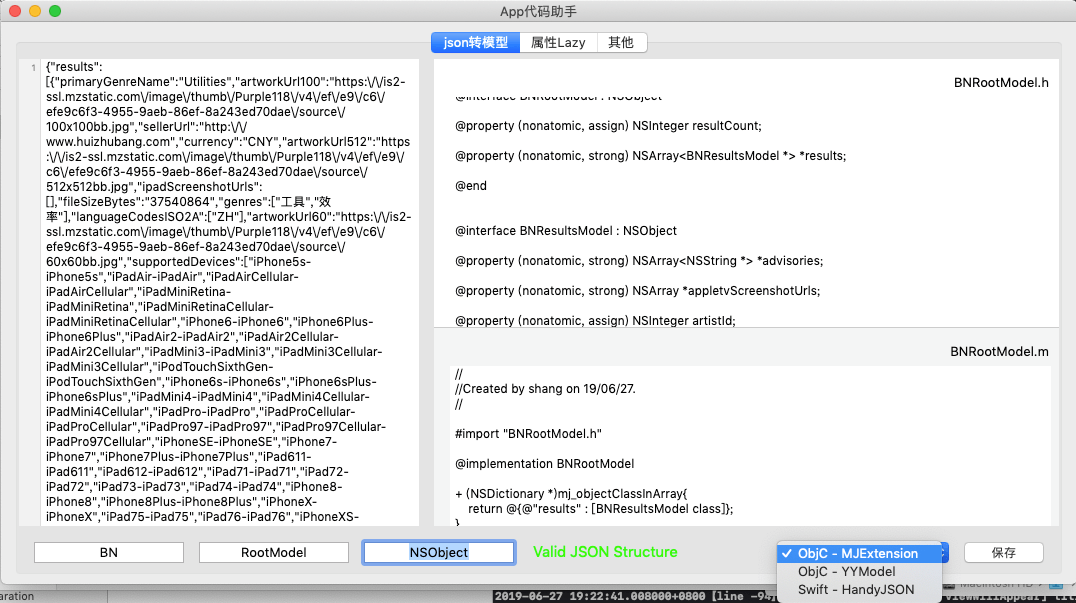 App代码助手
json转模型 属性Lazy 其他
1
{"results":
[{"primaryGenreName":"Utilities","artworkUrl100":"https:\/\/is2-
ssl.mzstatic.com\/image\/thumb\/Purple118\/v4\/ef\/e9\/c6\/
efe9c6f3-4955-9aeb-86ef-8a243ed70dae\/source\/
100x100bb.jpg","sellerUrl":"http:\/\/
www.huizhubang.com","currency":"CNY","artworkUrl512":"https
:\/\/is2-ssl.mzstatic.com\/image\/thumb\/Purple118\/v4\/ef\/e9\/
c6\/efe9c6f3-4955-9aeb-86ef-8a243ed70dae\/source\/
512x512bb.jpg","ipadScreenshotUrls":
[],"fileSizeBytes":"37540864","genres":["工具","效
率"],"languageCodesISO2A":["ZH"],"artworkUrl60":"https:\/\/is2-
ssl.mzstatic.com\/image\/thumb\/Purple118\/v4\/ef\/e9\/c6\/
efe9c6f3-4955-9aeb-86ef-8a243ed70dae\/source\/
60x60bb.jpg","supportedDevices":["iPhone5s-
iPhone5s","iPadAir-iPadAir","iPadAirCellular-
iPadAirCellular","iPadMiniRetina-
iPadMiniRetina","iPadMiniRetinaCellular-
iPadMiniRetinaCellular","iPhone6-iPhone6","iPhone6Plus-
iPhone6Plus","iPadAir2-iPadAir2","iPadAir2Cellular-
iPadAir2Cellular","iPadMini3-iPadMini3","iPadMini3Cellular-
iPadMini3Cellular","iPodTouchSixthGen-
iPodTouchSixthGen","iPhone6s-iPhone6s","iPhone6sPlus-
iPhone6sPlus","iPadMini4-iPadMini4","iPadMini4Cellular-
iPadMini4Cellular","iPadPro-iPadPro","iPadProCellular-
iPadProCellular","iPadPro97-iPadPro97","iPadPro97Cellular-
iPadPro97Cellular","iPhoneSE-iPhoneSE","iPhone7-
iPhone7","iPhone7Plus-iPhone7Plus","iPad611-
iPad611","iPad612-iPad612","iPad71-iPad71","iPad72-
iPad72","iPad73-iPad73","iPad74-iPad74","iPhone8-
iPhone8","iPhone8Plus-iPhone8Plus","iPhoneX-
iPhoneX","iPad75-iPad75","iPad76-iPad76","iPhoneXS-
BNRootModel.h
@interface BNRootModel : NSObject
@property (nonatomic, assign) NSInteger resultCount;
@property (nonatomic, strong) NSArray<BNResultsModel *> *results;
@end
@interface BNResultsModel : NSObject
@property (nonatomic, strong) NSArray<NSString *> *advisories;
@property (nonatomic, strong) NSArray *appletvScreenshotUrls;
@property (nonatomic, assign) NSInteger artistId;
BNRootModel.m
//
//Created by shang on 19/06/27.
//
#import "BNRootModel.h"
@implementation BNRootModel
+ (NSDictionary *)mj_objectClassInArray{
return @{@"results" : [BNResultsModel class]};
}
BN RootModel NSObject Valid JSON Structure
✓ ObjC - MJExtension
ObjC - YYModel
Swift - HandyJSON
保存
aration
2019-06-27 19:22:41.008000+0800 [line -94]